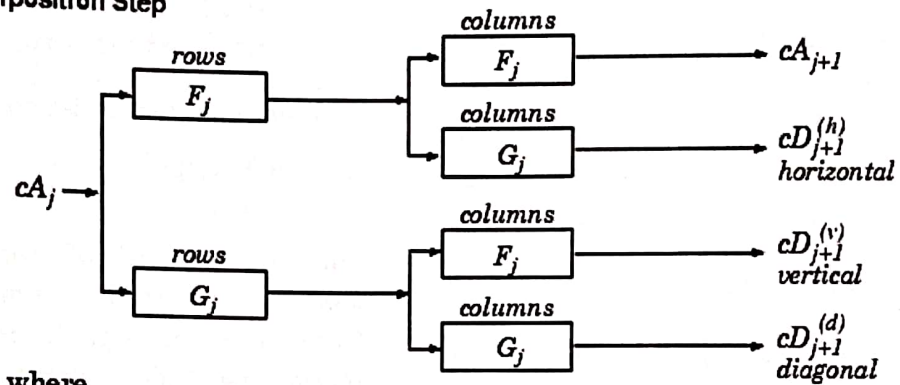 columns
rows
F_j
F_j
cA_{j+1}
columns
G_j
cD_{j+1}^{(h)}
horizontal
cA_j
columns
rows
F_j
cD_{j+1}^{(v)}
vertical
G_j
columns
G_j
cD_{j+1}^{(d)}
diagonal
where